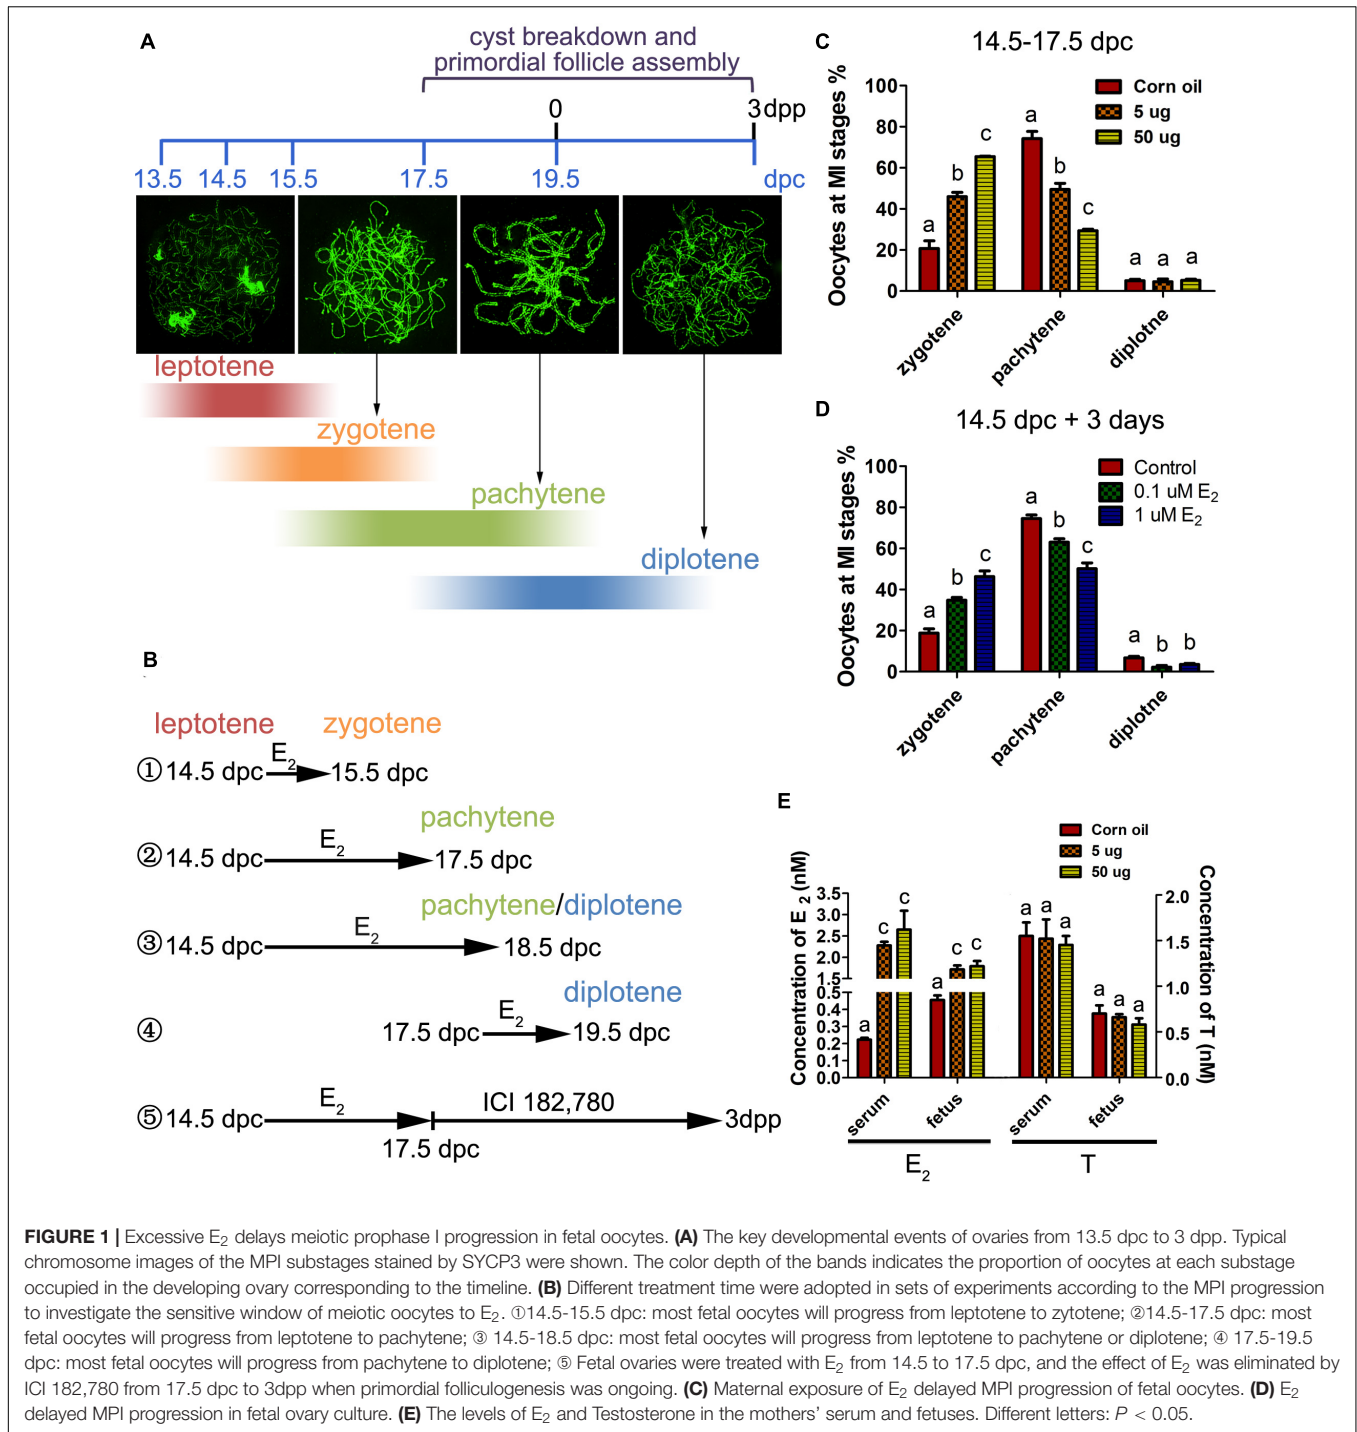 A
cyst breakdown and
primordial follicle assembly
0
3 dpp
13.5 14.5 15.5 17.5 19.5 dpc
leptotene
zygotene
pachytene
diplotene
B
leptotene zygotene
①14.5 dpc E2 15.5 dpc
pachytene
②14.5 dpc E2 17.5 dpc
pachytene/diplotene
③14.5 dpc E2 18.5 dpc
diplotene
④ 17.5 dpc E2 19.5 dpc
⑤14.5 dpc E2 ICI 182,780 3dpp
17.5 dpc
C
14.5-17.5 dpc
Oocytes at MI stages %
100
80
60
40
20
0
Corn oil
5 ug
50 ug
a b c
a b c
a a a
zygotene
pachytene
diplotne
D
14.5 dpc + 3 days
Oocytes at MI stages %
100
80
60
40
20
0
Control
0.1 uM E2
1 uM E2
a b c
a b c
a b b
zygotene
pachytene
diplotne
E
Corn oil
5 ug
50 ug
Concentration of E2 (nM)
3.5
3.0
2.5
2.0
1.5
0.5
0.4
0.3
0.2
0.1
0.0
a c c
a c c
a a a
a a a
2.0
1.5
1.0
0.5
0.0
Concentration of T (nM)
serum
fetus
serum
fetus
E2
T
FIGURE 1 | Excessive E2 delays meiotic prophase I progression in fetal oocytes. (A) The key developmental events of ovaries from 13.5 dpc to 3 dpp. Typical
chromosome images of the MPI substages stained by SYCP3 were shown. The color depth of the bands indicates the proportion of oocytes at each substage
occupied in the developing ovary corresponding to the timeline. (B) Different treatment time were adopted in sets of experiments according to the MPI progression
to investigate the sensitive window of meiotic oocytes to E2. ①14.5-15.5 dpc: most fetal oocytes will progress from leptotene to zytotene; ②14.5-17.5 dpc: most
fetal oocytes will progress from leptotene to pachytene; ③ 14.5-18.5 dpc: most fetal oocytes will progress from leptotene to pachytene or diplotene; ④ 17.5-19.5
dpc: most fetal oocytes will progress from pachytene to diplotene; ⑤ Fetal ovaries were treated with E2 from 14.5 to 17.5 dpc, and the effect of E2 was eliminated by
ICI 182,780 from 17.5 dpc to 3dpp when primordial folliculogenesis was ongoing. (C) Maternal exposure of E2 delayed MPI progression of fetal oocytes. (D) E2
delayed MPI progression in fetal ovary culture. (E) The levels of E2 and Testosterone in the mothers' serum and fetuses. Different letters: P < 0.05.